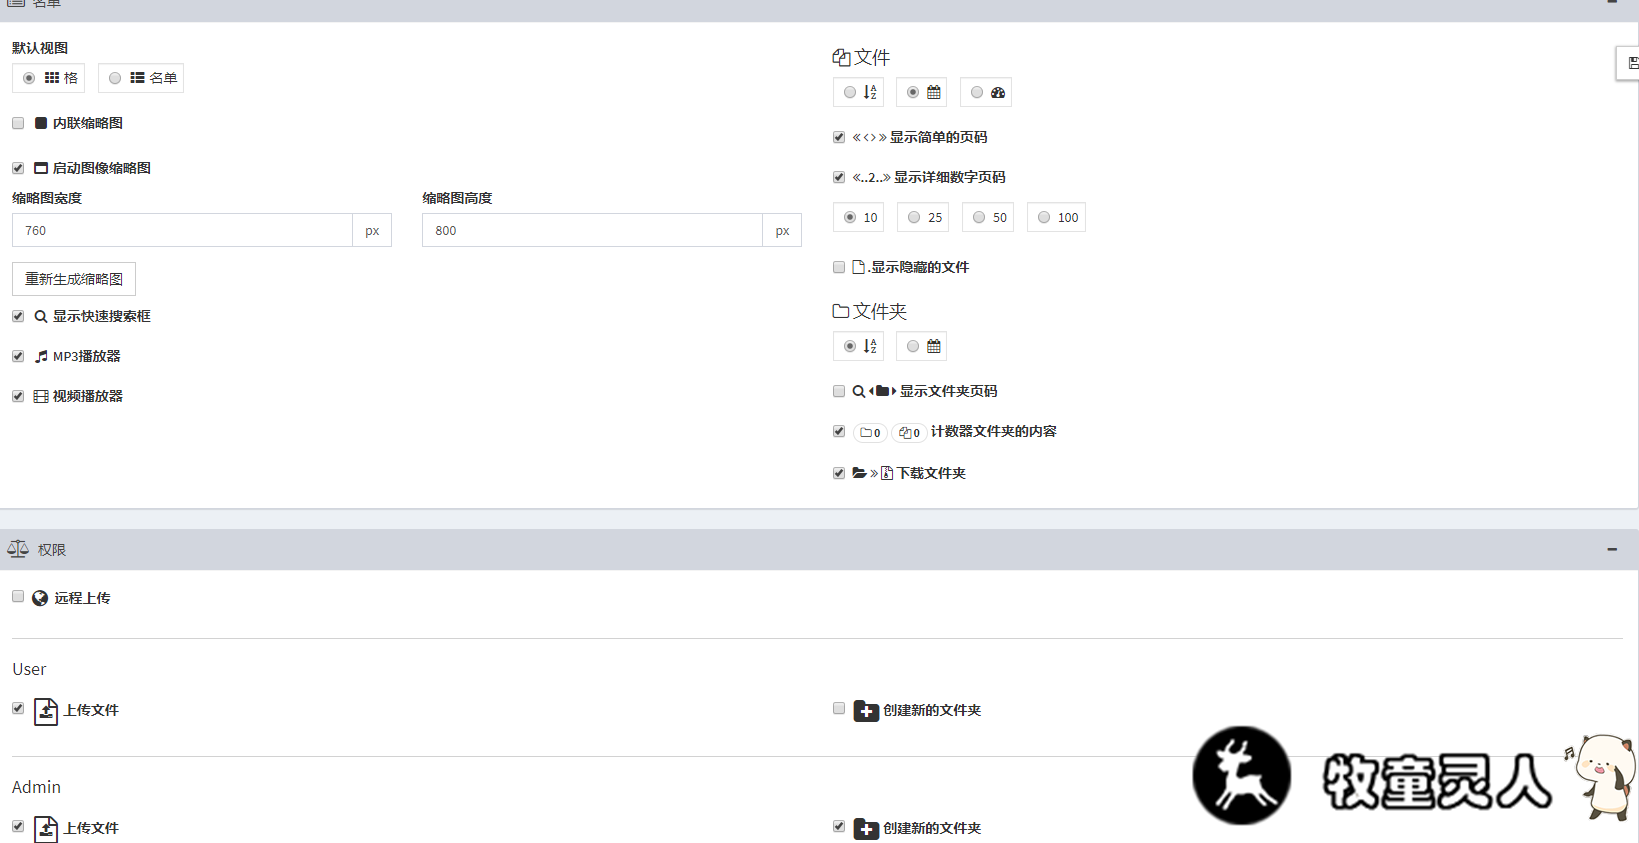 名单
默认视图
格
名单
内联缩略图
启动图像缩略图
缩略图宽度
缩略图高度
760 px
800 px
重新生成缩略图
显示快速搜索框
MP3播放器
视频播放器
文件
«‹›» 显示简单的页码
«..2..» 显示详细数字页码
10 25 50 100
.显示隐藏的文件
文件夹
显示文件夹页码
0 0 计数器文件夹的内容
» 下载文件夹
权限
远程上传
User
上传文件
创建新的文件夹
Admin
上传文件
创建新的文件夹
牧童灵人